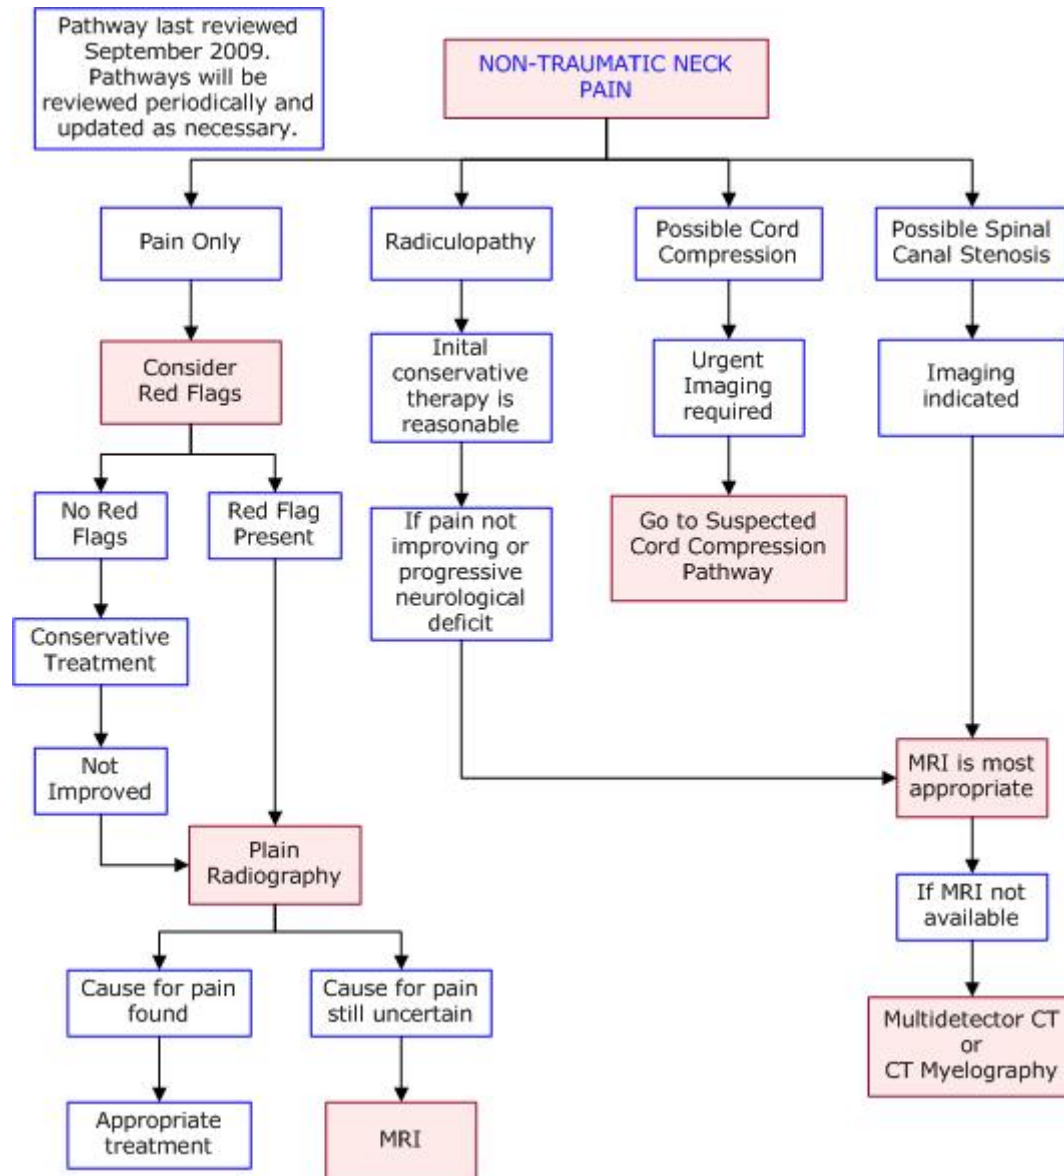 Pathway last reviewed
September 2009.
Pathways will be
reviewed periodically and
updated as necessary.
NON-TRAUMATIC NECK
PAIN
Pain Only
Radiculopathy
Possible Cord
Compression
Possible Spinal
Canal Stenosis
Consider
Red Flags
Inital
conservative
therapy is
reasonable
Urgent
Imaging
required
Imaging
indicated
No Red
Flags
Red Flag
Present
If pain not
improving or
progressive
neurological
deficit
Go to Suspected
Cord Compression
Pathway
Conservative
Treatment
Not
Improved
MRI is most
appropriate
Plain
Radiography
If MRI not
available
Cause for pain
found
Cause for pain
still uncertain
Multidetector CT
or
CT Myelography
Appropriate
treatment
MRI